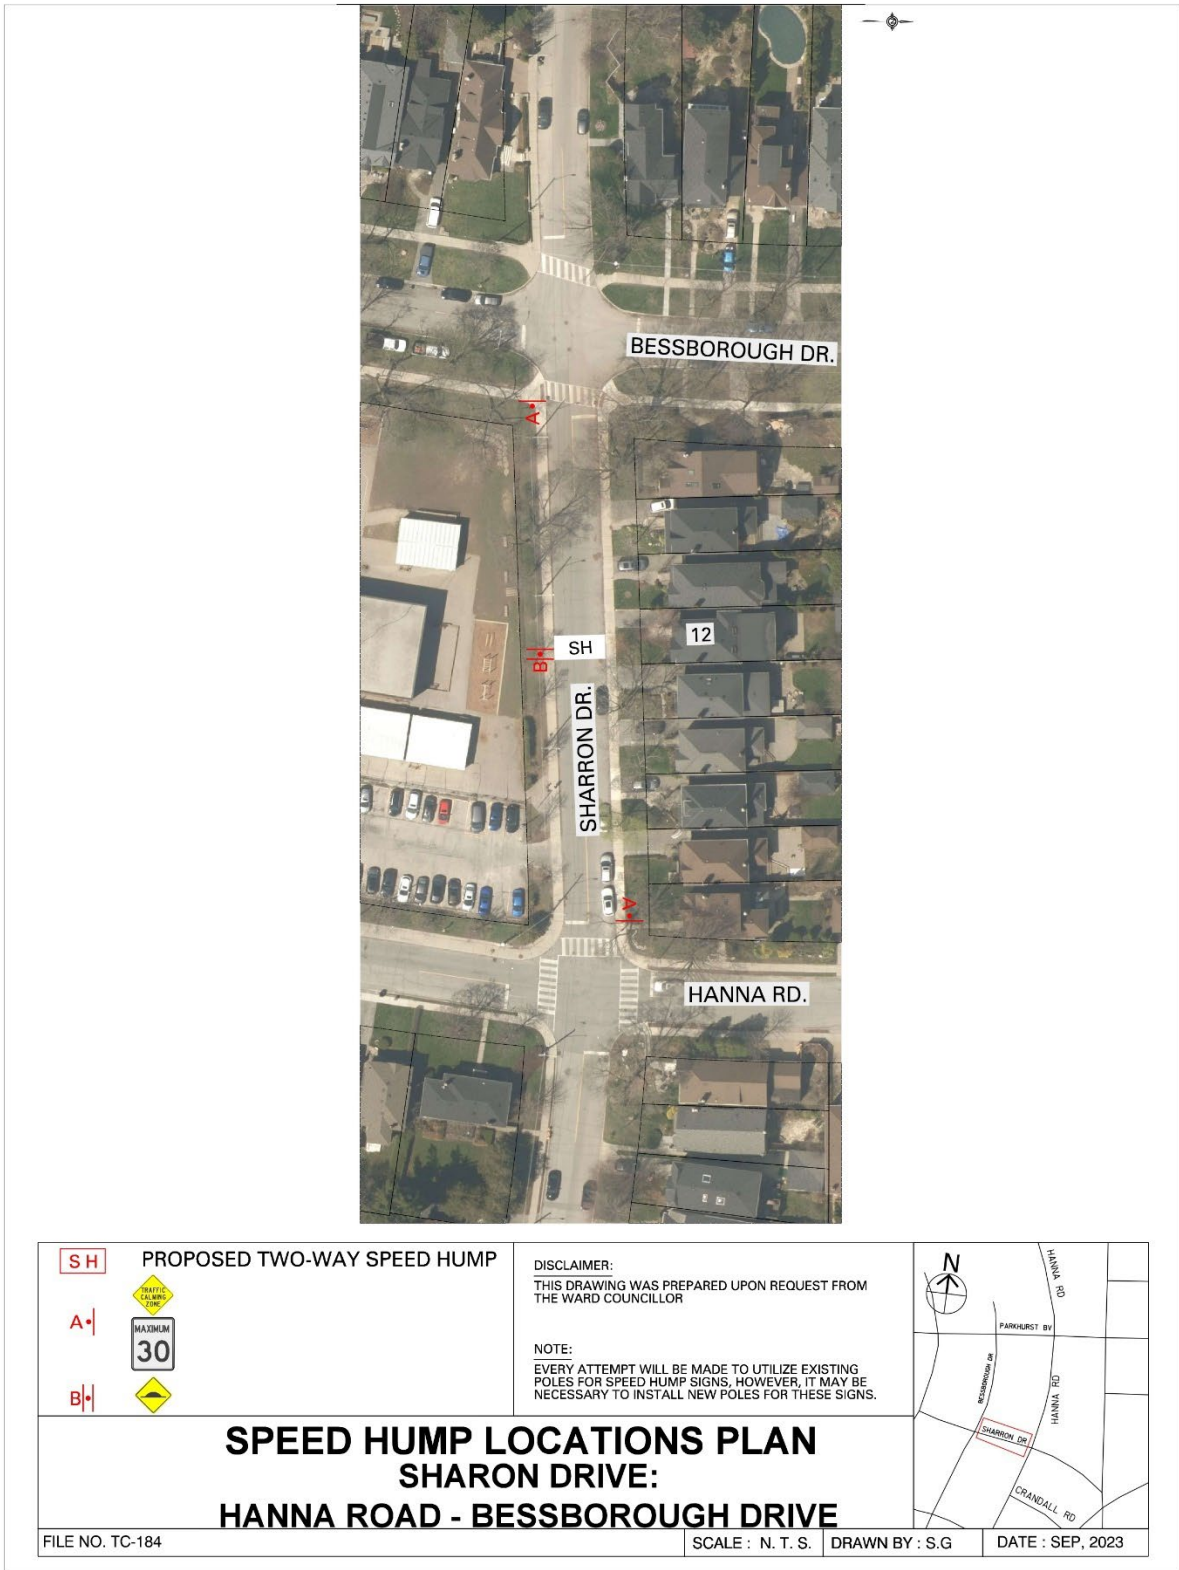 BESSBOROUGH DR.
A
12
SH
B
SHARRON DR.
A
HANNA RD.
SH
PROPOSED TWO-WAY SPEED HUMP
TRAFFIC
CALMING
ZONE
A
MAXIMUM
30
B
DISCLAIMER:
THIS DRAWING WAS PREPARED UPON REQUEST FROM
THE WARD COUNCILLOR
NOTE:
EVERY ATTEMPT WILL BE MADE TO UTILIZE EXISTING
POLES FOR SPEED HUMP SIGNS, HOWEVER, IT MAY BE
NECESSARY TO INSTALL NEW POLES FOR THESE SIGNS.
N
HANNA RD
PARKHURST BV
BESSBOROUGH DR
HANNA RD
SHARRON DR
CRANDALL RD
SPEED HUMP LOCATIONS PLAN
SHARON DRIVE:
HANNA ROAD - BESSBOROUGH DRIVE
FILE NO. TC-184
SCALE : N. T. S.
DRAWN BY : S.G
DATE : SEP, 2023